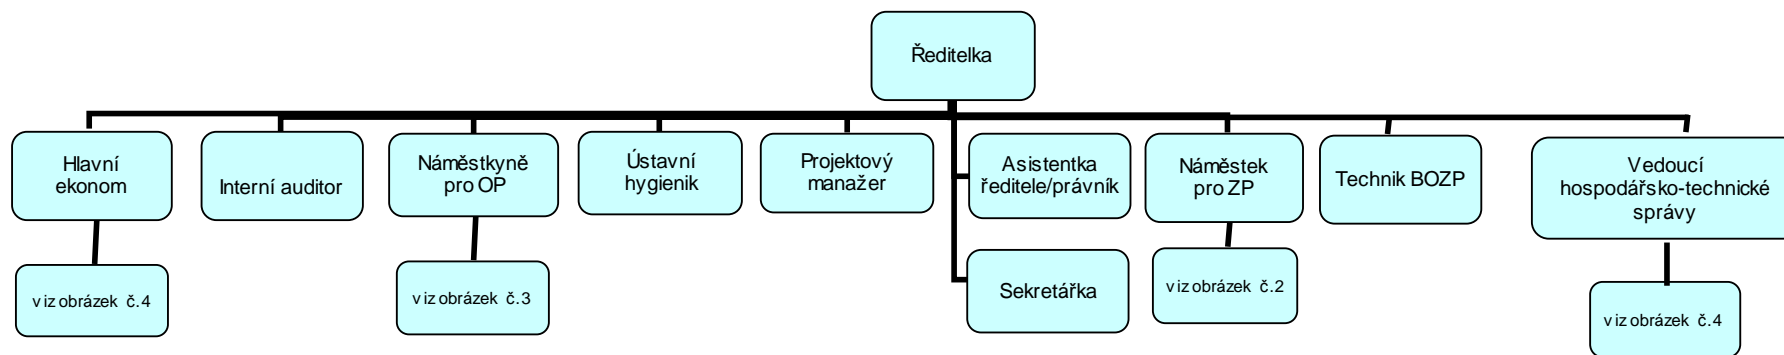 Ředitelka
Hlavní
ekonom
Interní auditor
Náměstkyně
pro OP
Ústavní
hygienik
Projektový
manažer
Asistentka
ředitele/právník
Náměstek
pro ZP
Technik BOZP
Vedoucí
hospodářsko-technické
správy
viz obrázek č.4
viz obrázek č.3
Sekretářka
viz obrázek č.2
viz obrázek č.4